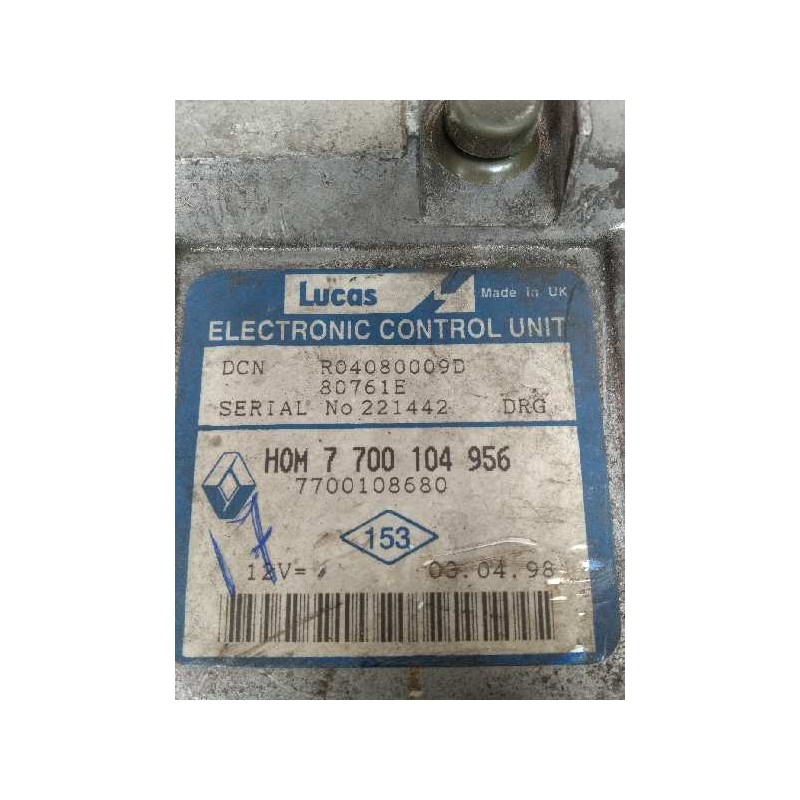 Lucas Made in UK
ELECTRONIC CONTROL UNIT
DCN R04080009D
80761E
SERIAL No 221442 DRG
HOM 7 700 104 956
7700108680
17
153
12V= 03.04.98